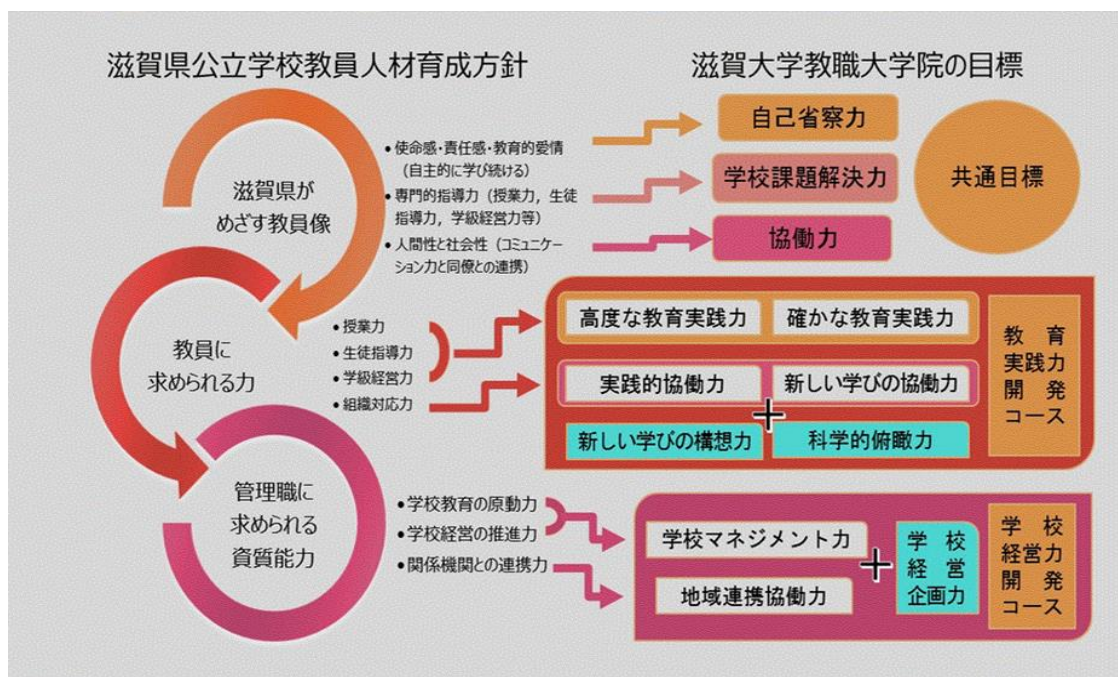 滋賀県公立学校教員人材育成方針
滋賀大学教職大学院の目標
滋賀県が
めざす教員像
• 使命感・責任感・教育的愛情
(自主的に学び続ける)
• 専門的指導力(授業力,生徒
指導力,学級経営力等)
• 人間性と社会性(コミュニケー
ション力と同僚との連携)
自己省察力
学校課題解決力
協働力
共通目標
教員に
求められる力
• 授業力
• 生徒指導力
• 学級経営力
• 組織対応力
高度な教育実践力
確かな教育実践力
実践的協働力
新しい学びの協働力
+
新しい学びの構想力
科学的俯瞰力
教育
実践力
開発
コース
管理職に
求められる
資質能力
• 学校教育の原動力
• 学校経営の推進力
• 関係機関との連携力
学校マネジメント力
地域連携協働力
+
学校
経営
企画力
学校
経営力
開発
コース